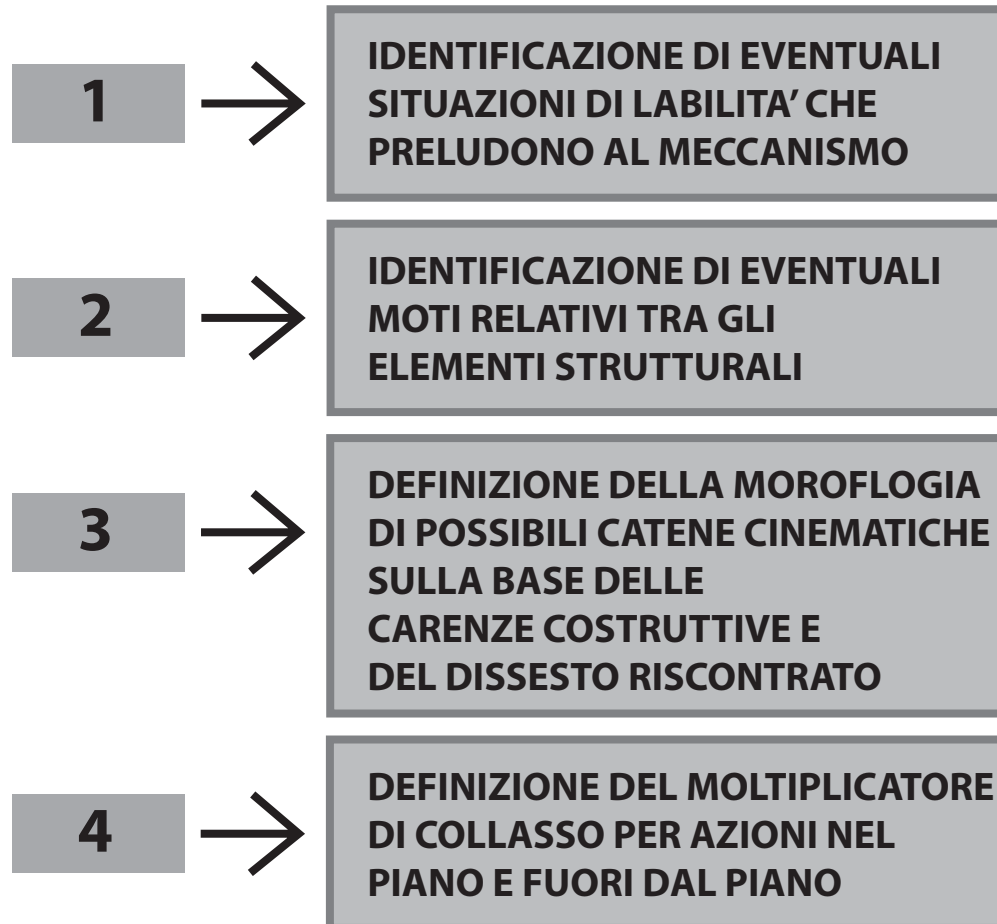 1
IDENTIFICAZIONE DI EVENTUALI
SITUAZIONI DI LABILITA’ CHE
PRELUDONO AL MECCANISMO
2
IDENTIFICAZIONE DI EVENTUALI
MOTI RELATIVI TRA GLI
ELEMENTI STRUTTURALI
3
DEFINIZIONE DELLA MOROFLOGIA
DI POSSIBILI CATENE CINEMATICHE
SULLA BASE DELLE
CARENZE COSTRUTTIVE E
DEL DISSESTO RISCONTRATO
4
DEFINIZIONE DEL MOLTIPLICATORE
DI COLLASSO PER AZIONI NEL
PIANO E FUORI DAL PIANO